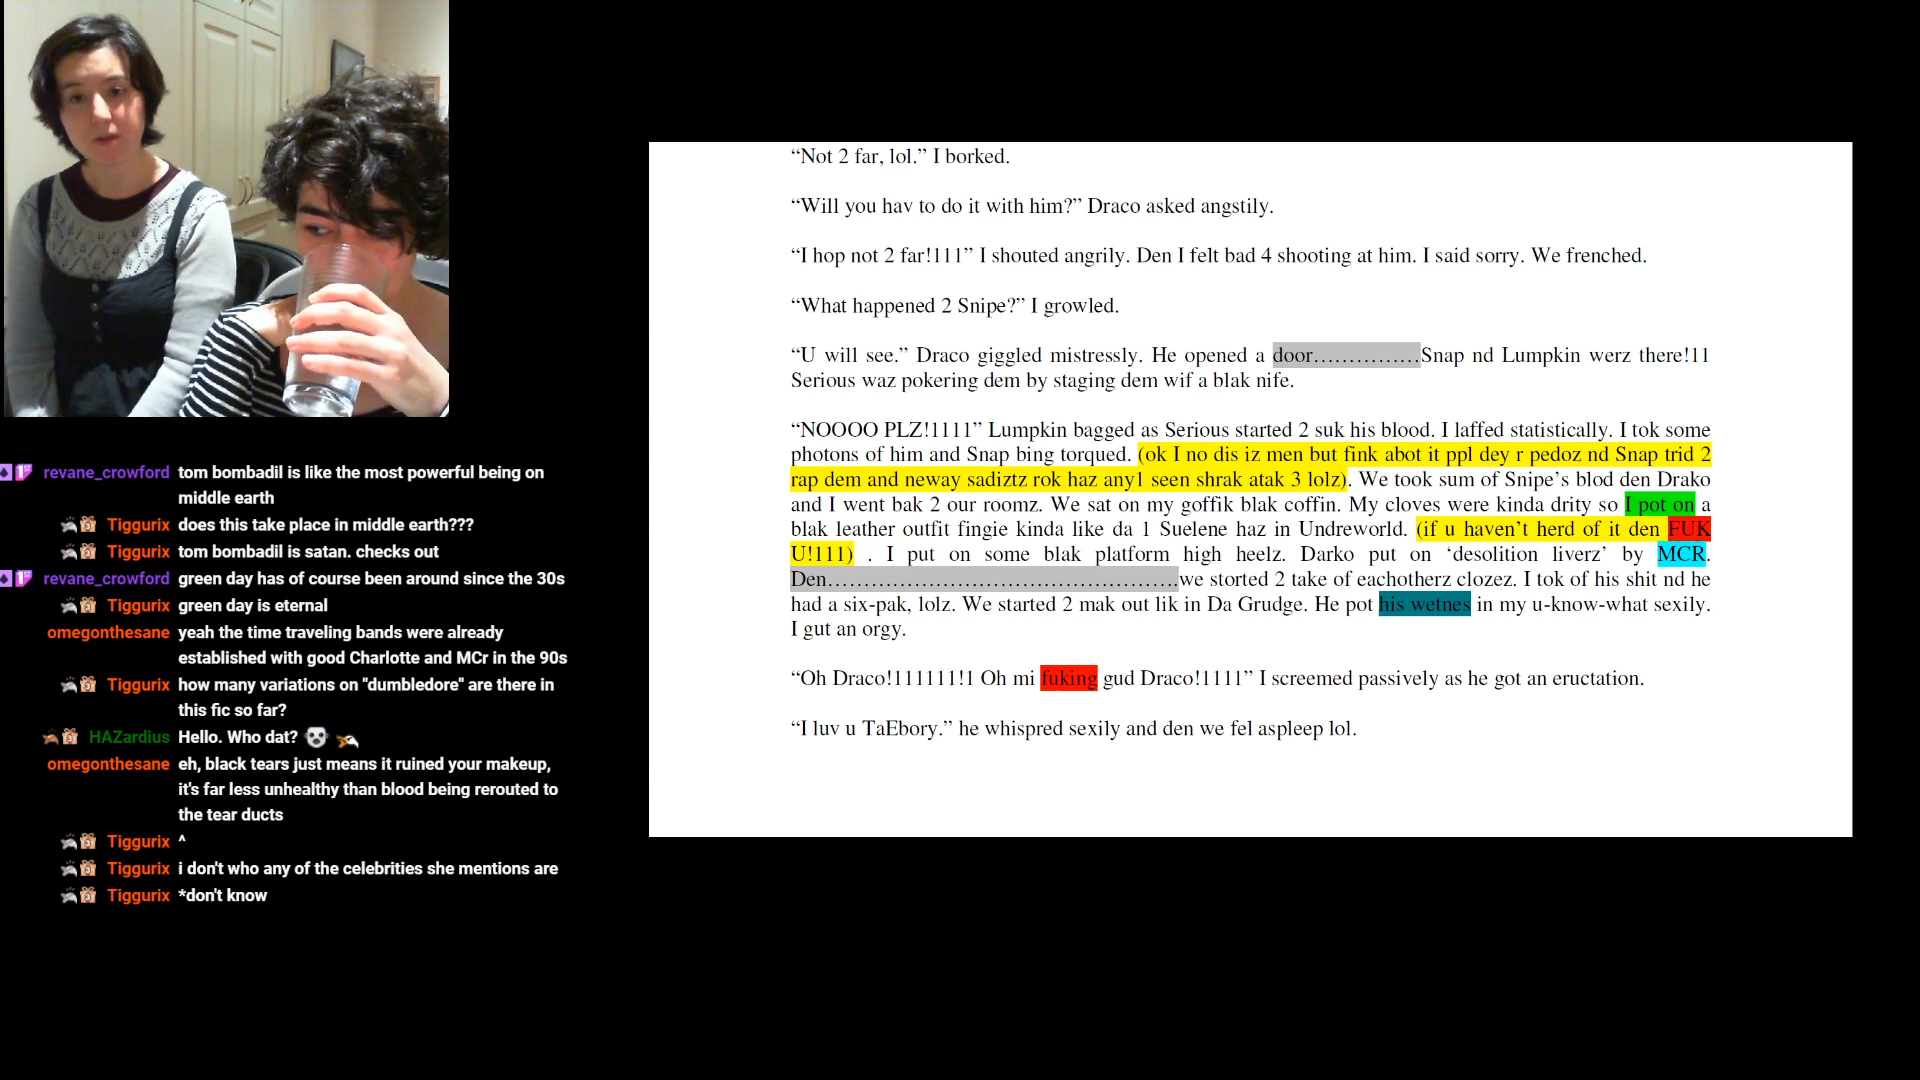 revane_crowford tom bombadil is like the most powerful being on
middle earth
Tiggurix does this take place in middle earth???
Tiggurix tom bombadil is satan. checks out
revane_crowford green day has of course been around since the 30s
Tiggurix green day is eternal
omegonthesane yeah the time traveling bands were already
established with good Charlotte and MCr in the 90s
Tiggurix how many variations on "dumbledore" are there in
this fic so far?
HAZardius Hello. Who dat?
omegonthesane eh, black tears just means it ruined your makeup,
it's far less unhealthy than blood being rerouted to
the tear ducts
Tiggurix ^
Tiggurix i don't who any of the celebrities she mentions are
Tiggurix *don't know
“Not 2 far, lol.” I borked.
“Will you hav to do it with him?” Draco asked angstily.
“I hop not 2 far!111” I shouted angrily. Den I felt bad 4 shooting at him. I said sorry. We frenched.
“What happened 2 Snipe?” I growled.
“U will see.” Draco giggled mistressly. He opened a door……………Snap nd Lumpkin werz there!11
Serious waz pokering dem by staging dem wif a blak nife.
“NOOOO PLZ!1111” Lumpkin bagged as Serious started 2 suk his blood. I laffed statistically. I tok some
photons of him and Snap bing torqued. (ok I no dis iz men but fink abot it ppl dey r pedoz nd Snap trid 2
rap dem and neway sadiztz rok haz any1 seen shrak atak 3 lolz). We took sum of Snipe’s blod den Drako
and I went bak 2 our roomz. We sat on my goffik blak coffin. My cloves were kinda drity so I pot on a
blak leather outfit fingie kinda like da 1 Suelene haz in Undreworld. (if u haven’t herd of it den FUK
U!111) . I put on some blak platform high heelz. Darko put on ‘desolition liverz’ by MCR.
Den………………………………………….we storted 2 take of eachotherz clozez. I tok of his shit nd he
had a six-pak, lolz. We started 2 mak out lik in Da Grudge. He pot his wetnes in my u-know-what sexily.
I gut an orgy.
“Oh Draco!1111111!1 Oh mi fuking gud Draco!1111” I screemed passively as he got an eructation.
“I luv u TaEbory.” he whispred sexily and den we fel aspleep lol.